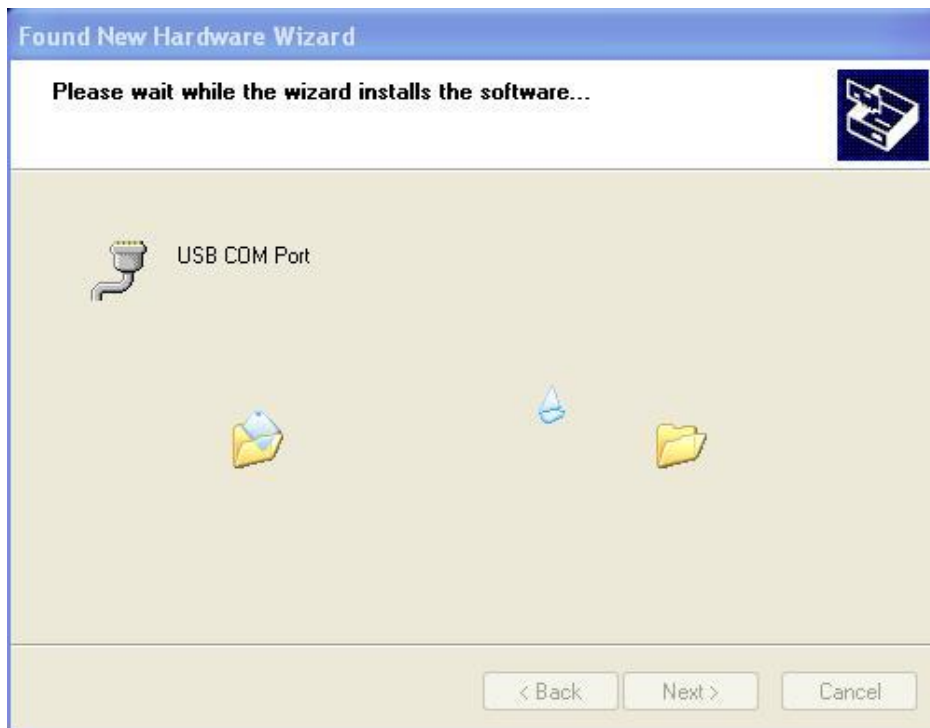 Found New Hardware Wizard
Please wait while the wizard installs the software...
USB COM Port
< Back
Next >
Cancel